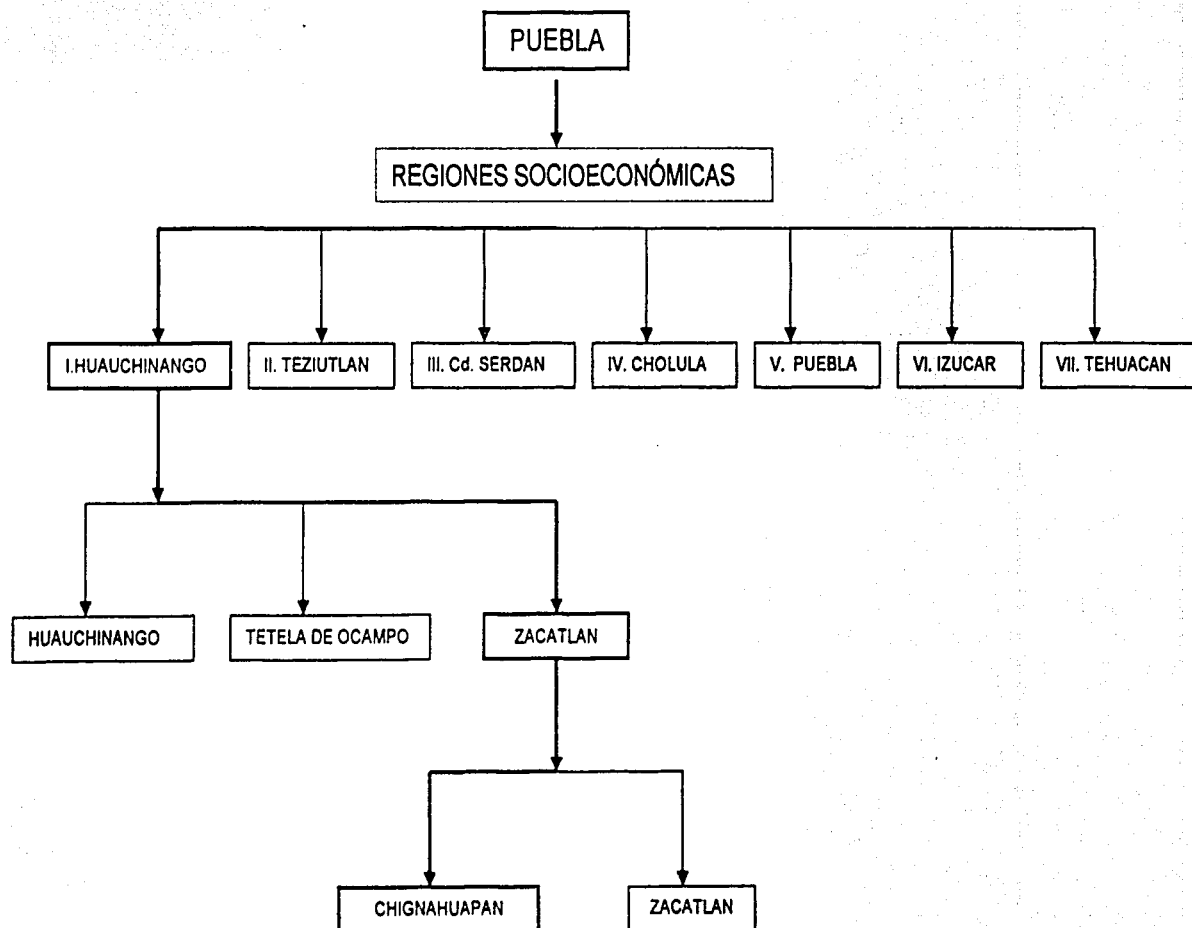 PUEBLA
REGIONES SOCIOECONÓMICAS
I.HUAUCHINANGO
II. TEZIUTLAN
III. Cd. SERDAN
IV. CHOLULA
V. PUEBLA
VI. IZUCAR
VII. TEHUACAN
HUAUCHINANGO
TETELA DE OCAMPO
ZACATLAN
CHIGNAHUAPAN
ZACATLAN